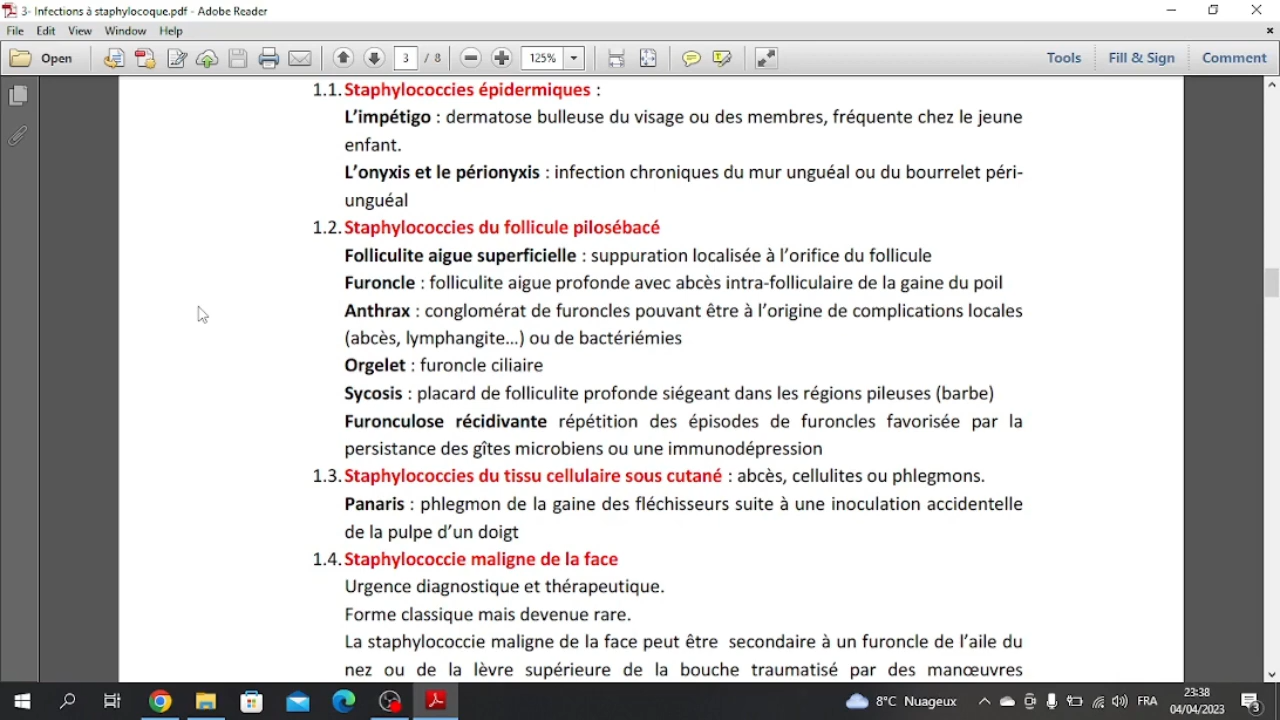 3- Infections à staphylocoque.pdf - Adobe Reader
File Edit View Window Help
Open 3 / 8 125% Tools Fill & Sign Comment
1.1. Staphylococcies épidermiques :
L’impétigo : dermatose bulleuse du visage ou des membres, fréquente chez le jeune
enfant.
L’onyxis et le périonyxis : infection chroniques du mur unguéal ou du bourrelet péri-
unguéal
1.2. Staphylococcies du follicule pilosébacé
Folliculite aigue superficielle : suppuration localisée à l’orifice du follicule
Furoncle : folliculite aigue profonde avec abcès intra-folliculaire de la gaine du poil
Anthrax : conglomérat de furoncles pouvant être à l’origine de complications locales
(abcès, lymphangite...) ou de bactériémies
Orgelet : furoncle ciliaire
Sycosis : placard de folliculite profonde siégeant dans les régions pileuses (barbe)
Furonculose récidivante répétition des épisodes de furoncles favorisée par la
persistance des gîtes microbiens ou une immunodépression
1.3. Staphylococcies du tissu cellulaire sous cutané : abcès, cellulites ou phlegmons.
Panaris : phlegmon de la gaine des fléchisseurs suite à une inoculation accidentelle
de la pulpe d’un doigt
1.4. Staphylococcie maligne de la face
Urgence diagnostique et thérapeutique.
Forme classique mais devenue rare.
La staphylococcie maligne de la face peut être secondaire à un furoncle de l’aile du
nez ou de la lèvre supérieure de la bouche traumatisé par des manœuvres
8°C Nuageux FRA 23:38
04/04/2023 3